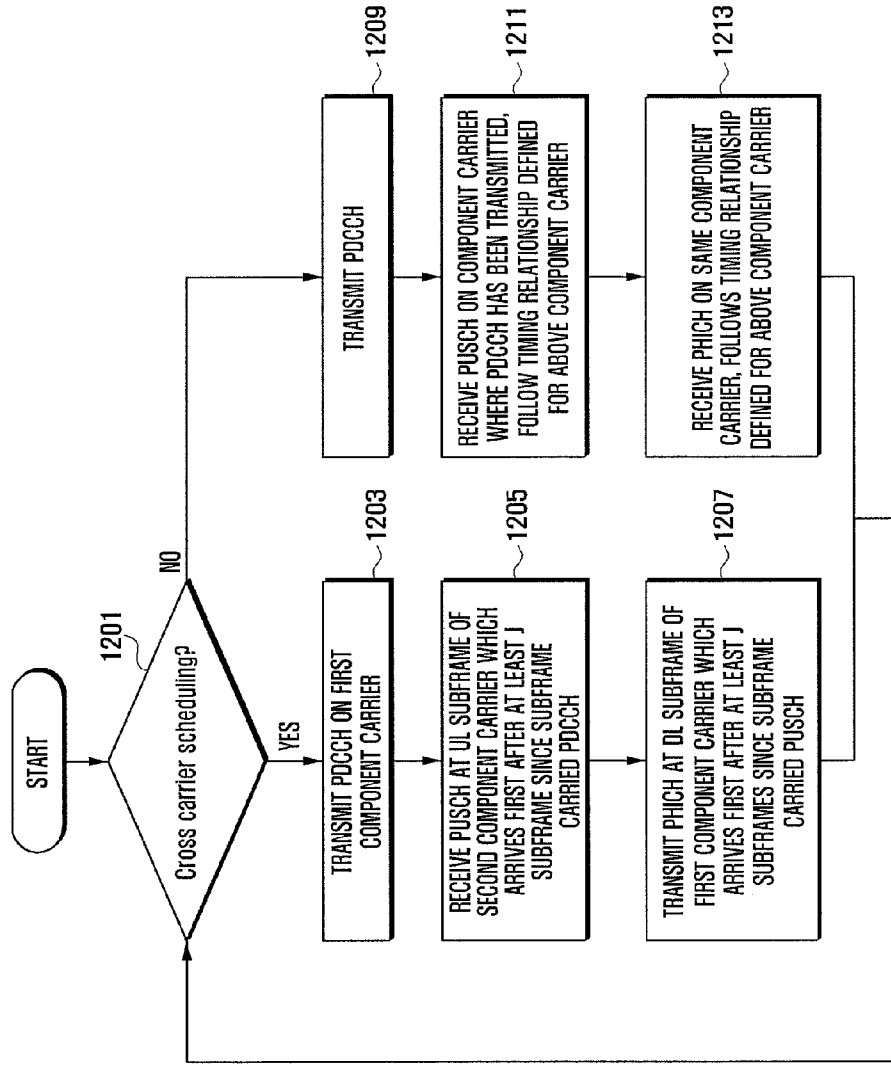 START
1201
Cross carrier scheduling?
NO
YES
1203
TRANSMIT PDCCH ON FIRST
COMPONENT CARRIER
1205
RECEIVE PUSCH AT UL SUBFRAME OF
SECOND COMPONENT CARRIER WHICH
ARRIVES FIRST AFTER AT LEAST J
SUBFRAME SINCE SUBFRAME
CARRIED PDCCH
1207
TRANSMIT PHICH AT DL SUBFRAME OF
FIRST COMPONENT CARRIER WHICH
ARRIVES FIRST AFTER AT LEAST J
SUBFRAMES SINCE SUBFRAME
CARRIED PUSCH
1209
TRANSMIT PDCCH
1211
RECEIVE PUSCH ON COMPONENT CARRIER
WHERE PDCCH HAS BEEN TRANSMITTED,
FOLLOW TIMING RELATIONSHIP DEFINED
FOR ABOVE COMPONENT CARRIER
1213
RECEIVE PHICH ON SAME COMPONENT
CARRIER, FOLLOWS TIMING RELATIONSHIP
DEFINED FOR ABOVE COMPONENT CARRIER